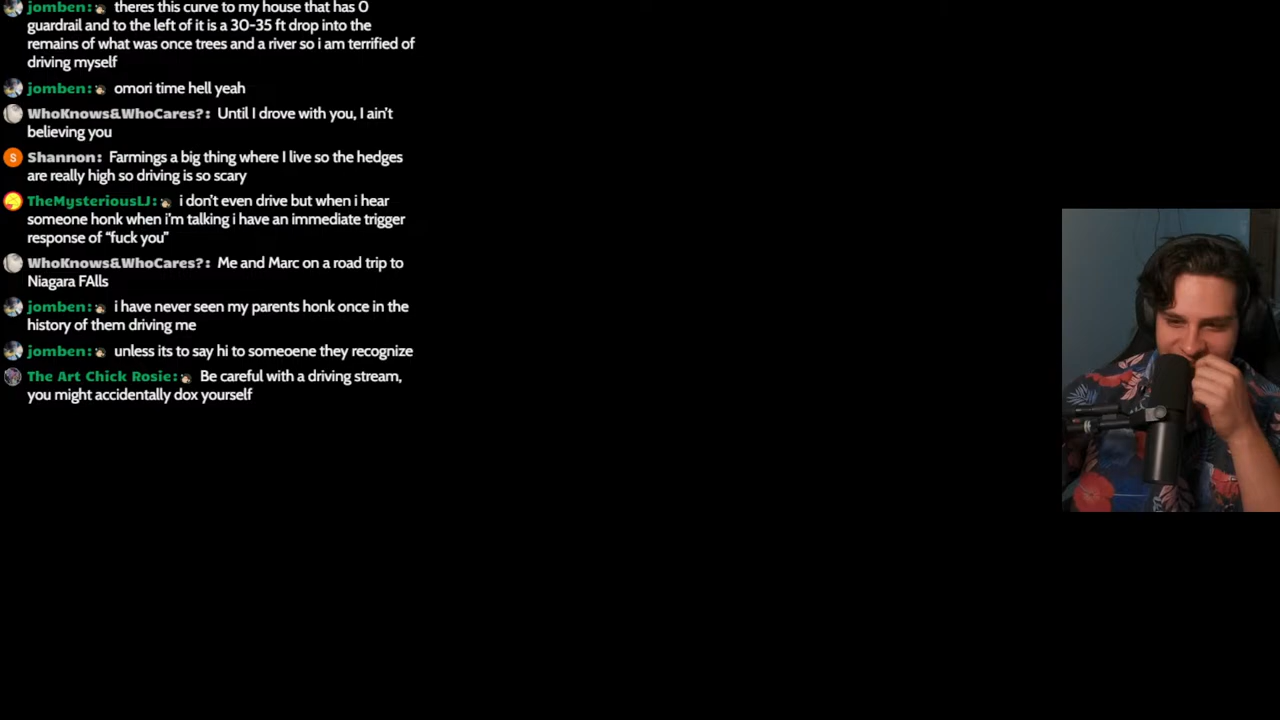 jomben: theres this curve to my house that has 0
guardrail and to the left of it is a 30-35 ft drop into the
remains of what was once trees and a river so i am terrified of
driving myself
jomben: omori time hell yeah
WhoKnows&WhoCares?: Until I drove with you, I ain't
believing you
S Shannon: Farmings a big thing where I live so the hedges
are really high so driving is so scary
TheMysteriousLJ: i don't even drive but when i hear
someone honk when i'm talking i have an immediate trigger
response of “fuck you”
WhoKnows&WhoCares?: Me and Marc on a road trip to
Niagara FAlls
jomben: i have never seen my parents honk once in the
history of them driving me
jomben: unless its to say hi to someoene they recognize
The Art Chick Rosie: Be careful with a driving stream,
you might accidentally dox yourself